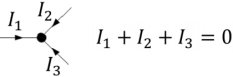 I₁
I₂
I₃
I₁ + I₂ + I₃ = 0